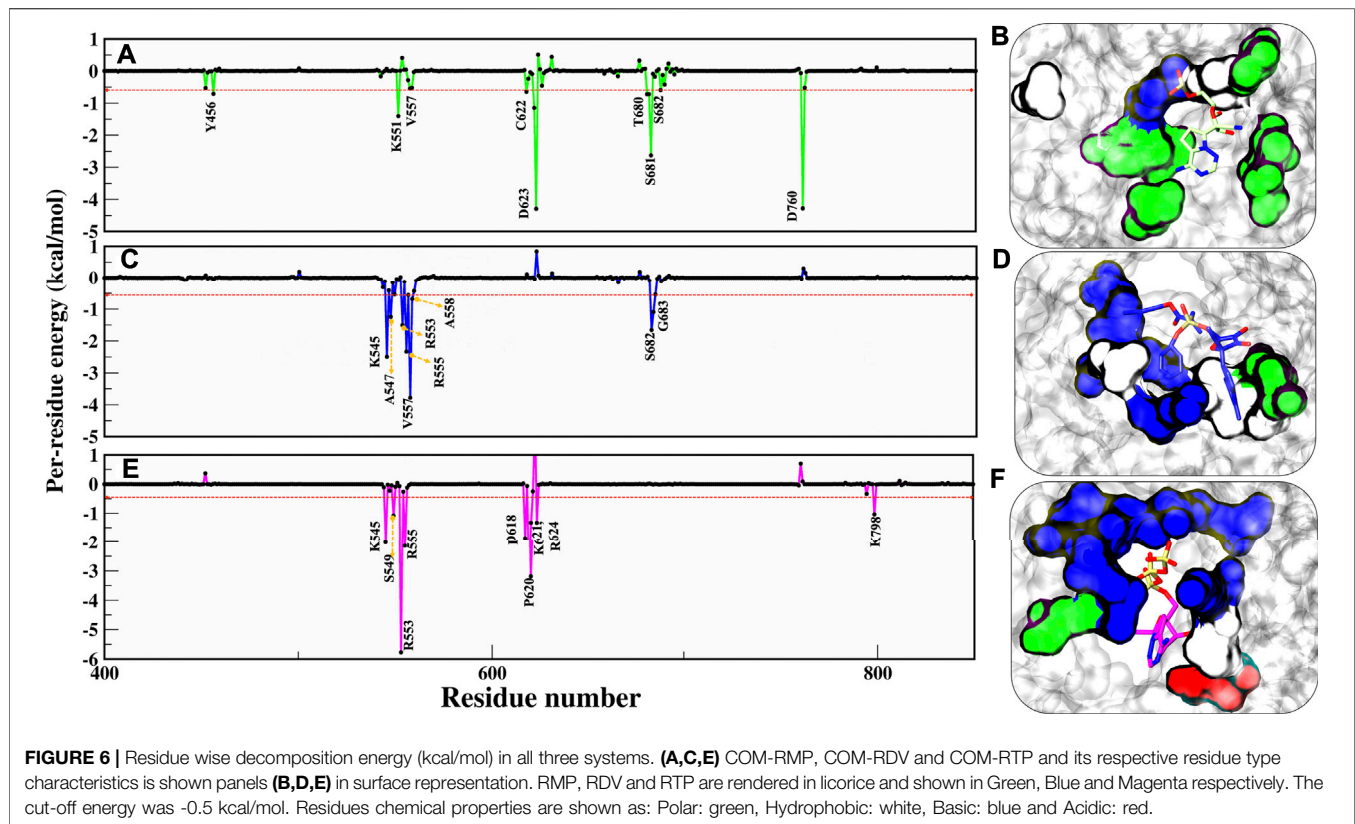 A
B
1
0
-1
-2
-3
-4
-5
Y456
K551
V557
C622
D623
T680
S681
S682
D760
C
D
1
0
-1
-2
-3
-4
-5
K545
A547
V557
R553
R555
A558
S682
G683
E
F
1
0
-1
-2
-3
-4
-5
-6
K545
S549
R553
R555
p618
P620
K621
R624
K798
Per-residue energy (kcal/mol)
400
600
800
Residue number
FIGURE 6 | Residue wise decomposition energy (kcal/mol) in all three systems. (A,C,E) COM-RMP, COM-RDV and COM-RTP and its respective residue type
characteristics is shown panels (B,D,E) in surface representation. RMP, RDV and RTP are rendered in licorice and shown in Green, Blue and Magenta respectively. The
cut-off energy was -0.5 kcal/mol. Residues chemical properties are shown as: Polar: green, Hydrophobic: white, Basic: blue and Acidic: red.